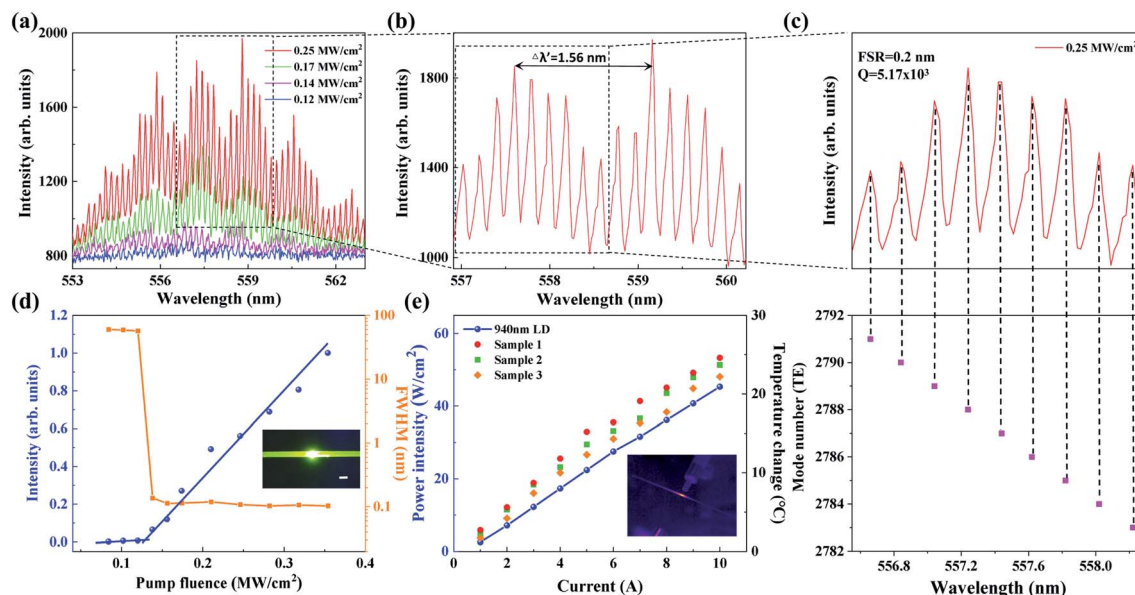 (a)
2000
1600
1200
800
Intensity (arb. units)
0.25 MW/cm²
0.17 MW/cm²
0.14 MW/cm²
0.12 MW/cm²
553
556
559
562
Wavelength (nm)
(b)
1800
1400
1000
Intensity (arb. units)
△λ’=1.56 nm
557
558
559
560
Wavelength (nm)
(c)
Intensity (arb. units)
FSR=0.2 nm
Q=5.17x10³
0.25 MW/cm²
2792
2790
2788
2786
2784
2782
Mode number (TE)
556.8
557.2
557.6
558.0
Wavelength (nm)
(d)
1.2
1.0
0.8
0.6
0.4
0.2
0.0
Intensity (arb. units)
100
10
1
0.1
FWHM (nm)
0.1
0.2
0.3
0.4
Pump fluence (MW/cm²)
(e)
60
40
20
0
Power intensity (W/cm²)
940nm LD
Sample 1
Sample 2
Sample 3
30
20
10
0
Temperature change (°C)
0
2
4
6
8
10
Current (A)